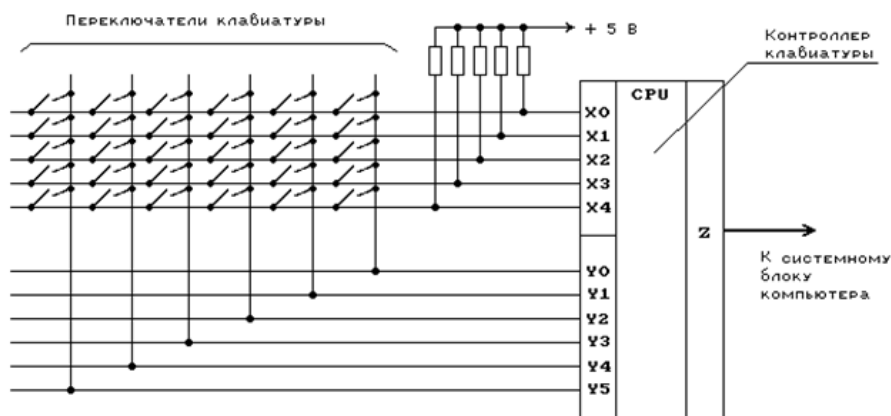 Переключатели клавиатуры
+ 5 В
Контроллер
клавиатуры
CPU
X0
X1
X2
X3
X4
Z
К системному
блоку
компьютера
Y0
Y1
Y2
Y3
Y4
Y5